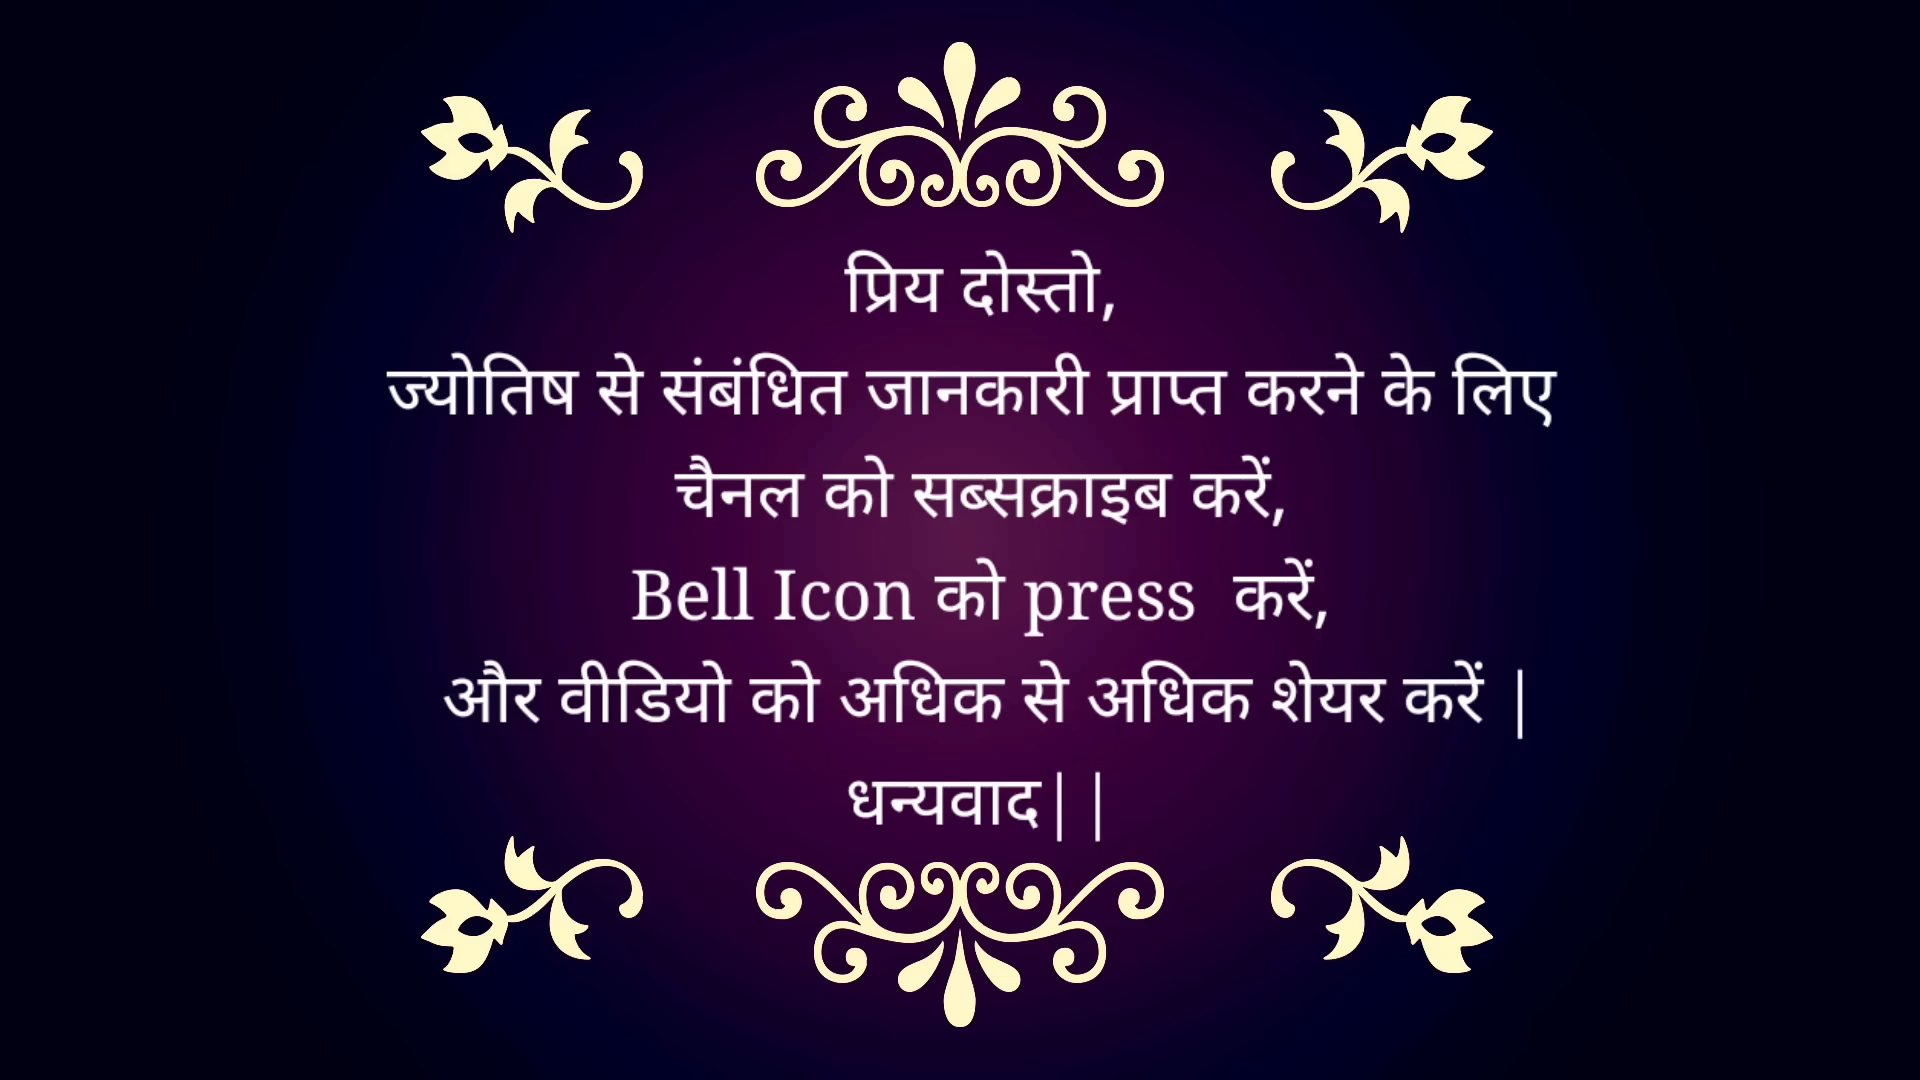 प्रिय दोस्तो,
ज्योतिष से संबंधित जानकारी प्राप्त करने के लिए
चैनल को सब्सक्राइब करें,
Bell Icon को press  करें,
और वीडियो को अधिक से अधिक शेयर करें |
धन्यवाद||